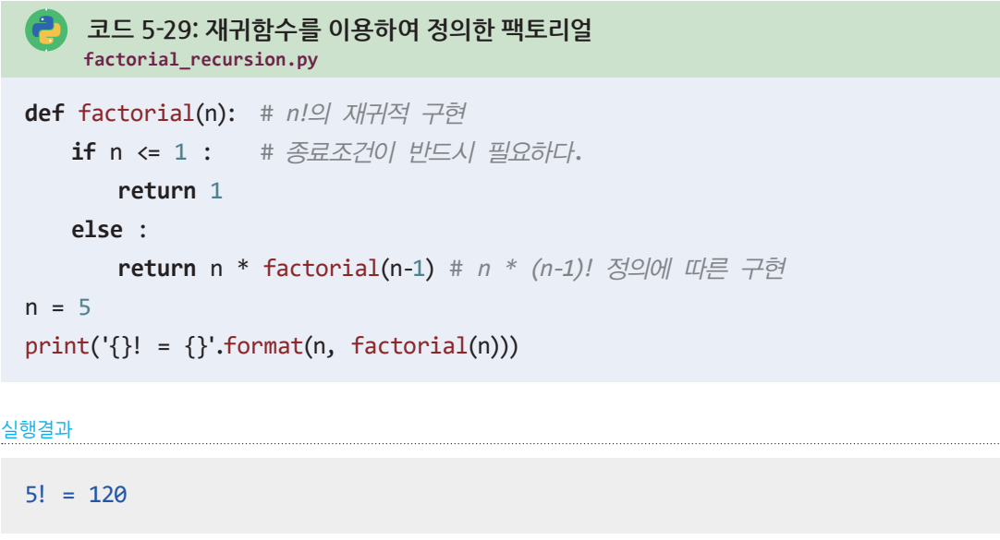 코드 5-29: 재귀함수를 이용하여 정의한 팩토리얼
factorial_recursion.py
def factorial(n):  # n!의 재귀적 구현
    if n <= 1 :    # 종료조건이 반드시 필요하다.
        return 1
    else :
        return n * factorial(n-1) # n * (n-1)! 정의에 따른 구현
n = 5
print('{}! = {}'.format(n, factorial(n)))
실행결과
5! = 120